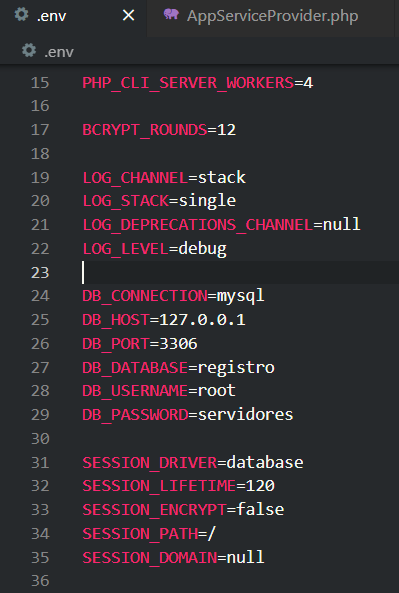 .env
AppServiceProvider.php
.env
15 PHP_CLI_SERVER_WORKERS=4
16
17 BCRYPT_ROUNDS=12
18
19 LOG_CHANNEL=stack
20 LOG_STACK=single
21 LOG_DEPRECATIONS_CHANNEL=null
22 LOG_LEVEL=debug
23
24 DB_CONNECTION=mysql
25 DB_HOST=127.0.0.1
26 DB_PORT=3306
27 DB_DATABASE=registro
28 DB_USERNAME=root
29 DB_PASSWORD=servidores
30
31 SESSION_DRIVER=database
32 SESSION_LIFETIME=120
33 SESSION_ENCRYPT=false
34 SESSION_PATH=/
35 SESSION_DOMAIN=null
36